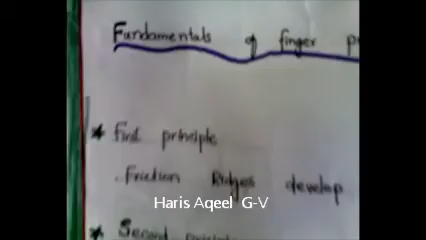 Fundamentals of finger
* First principle
. Friction Ridges develop
Haris Aqeel G-V
* Second